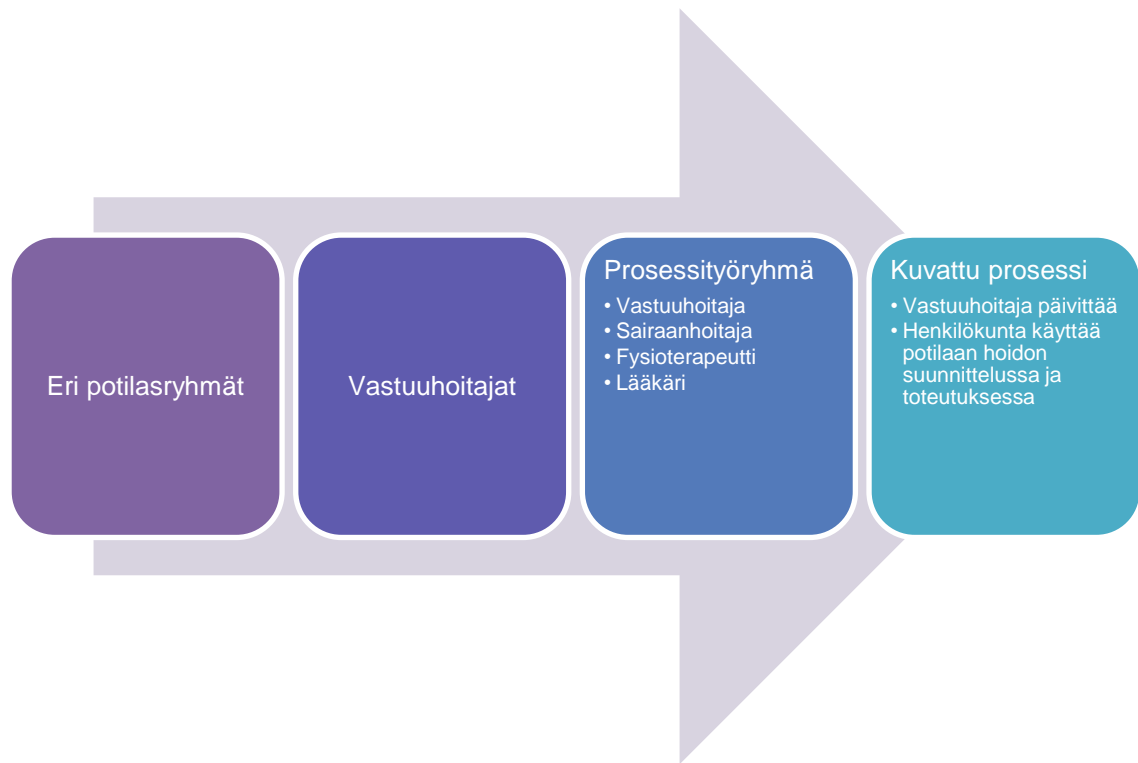 Eri potilasryhmät
Vastuuhoitajat
Prosessityöryhmä
• Vastuuhoitaja
• Sairaanhoitaja
• Fysioterapeutti
• Lääkäri
Kuvattu prosessi
• Vastuuhoitaja päivittää
• Henkilökunta käyttää
potilaan hoidon
suunnittelussa ja
toteutuksessa